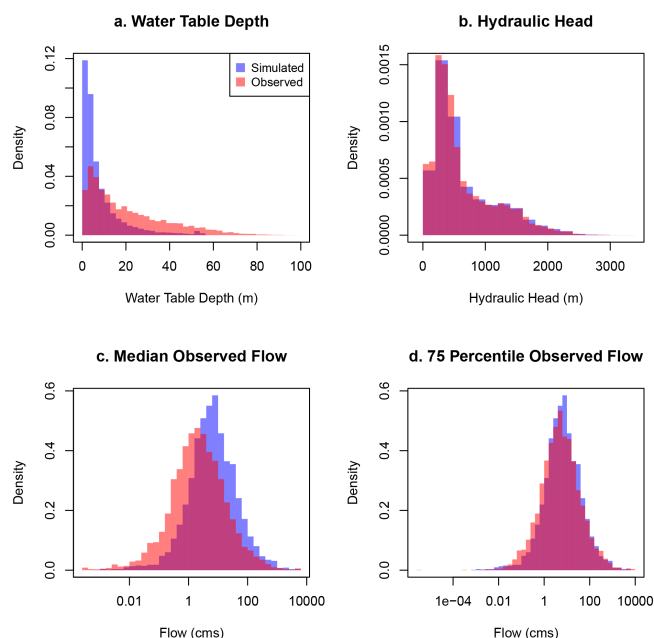 a. Water Table Depth
Density
0.00 0.04 0.08 0.12
Simulated
Observed
0 20 40 60 80 100
Water Table Depth (m)
b. Hydraulic Head
Density
0.0000 0.0005 0.0010 0.0015
0 1000 2000 3000
Hydraulic Head (m)
c. Median Observed Flow
Density
0.0 0.2 0.4 0.6
0.01 1 100 10000
Flow (cms)
d. 75 Percentile Observed Flow
Density
0.0 0.2 0.4 0.6
1e−04 0.01 1 100 10000
Flow (cms)